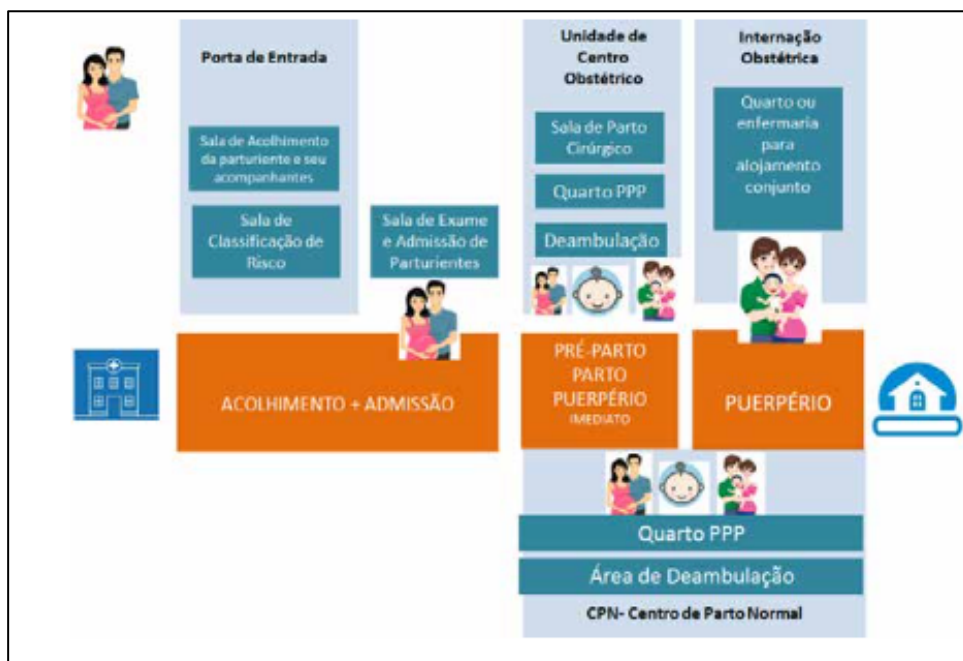 Porta de Entrada
Sala de Acolhimento
da parturiente e seu
acompanhantes
Sala de
Classificação de
Risco
Sala de Exame
e Admissão de
Parturientes
Unidade de
Centro
Obstétrico
Sala de Parto
Cirúrgico
Quarto PPP
Deambulação
Internação
Obstétrica
Quarto ou
enfermaria
para
alojamento
conjunto
ACOLHIMENTO + ADMISSÃO
PRÉ-PARTO
PARTO
PUERPÉRIO
IMEDIATO
PUERPÉRIO
Quarto PPP
Área de Deambulação
CPN- Centro de Parto Normal